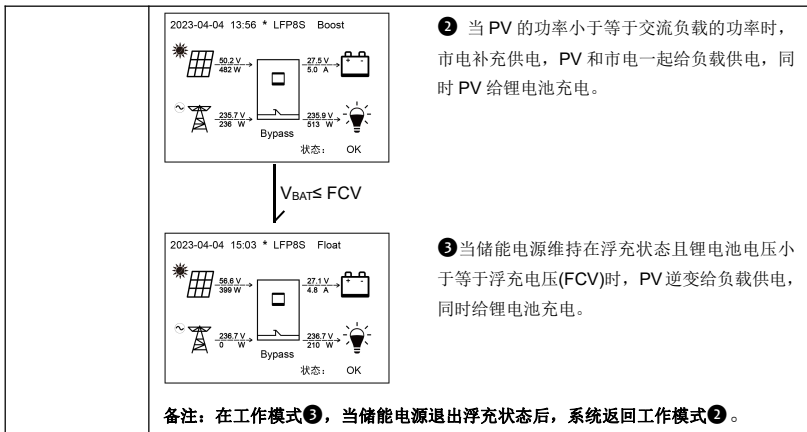 2023-04-04 13:56 * LFP8S Boost
50.2 V
482 W
27.5 V
5.0 A
235.7 V
236 W
235.9 V
513 W
Bypass
状态： OK
❷ 当 PV 的功率小于等于交流负载的功率时，
市电补充供电，PV 和市电一起给负载供电，同
时 PV 给锂电池充电。
VBAT≤ FCV
2023-04-04 15:03 * LFP8S Float
56.6 V
399 W
27.1 V
4.8 A
236.7 V
0 W
236.7 V
210 W
Bypass
状态： OK
❸当储能电源维持在浮充状态且锂电池电压小
于等于浮充电压(FCV)时，PV 逆变给负载供电，
同时给锂电池充电。
备注：在工作模式❸，当储能电源退出浮充状态后，系统返回工作模式❷。